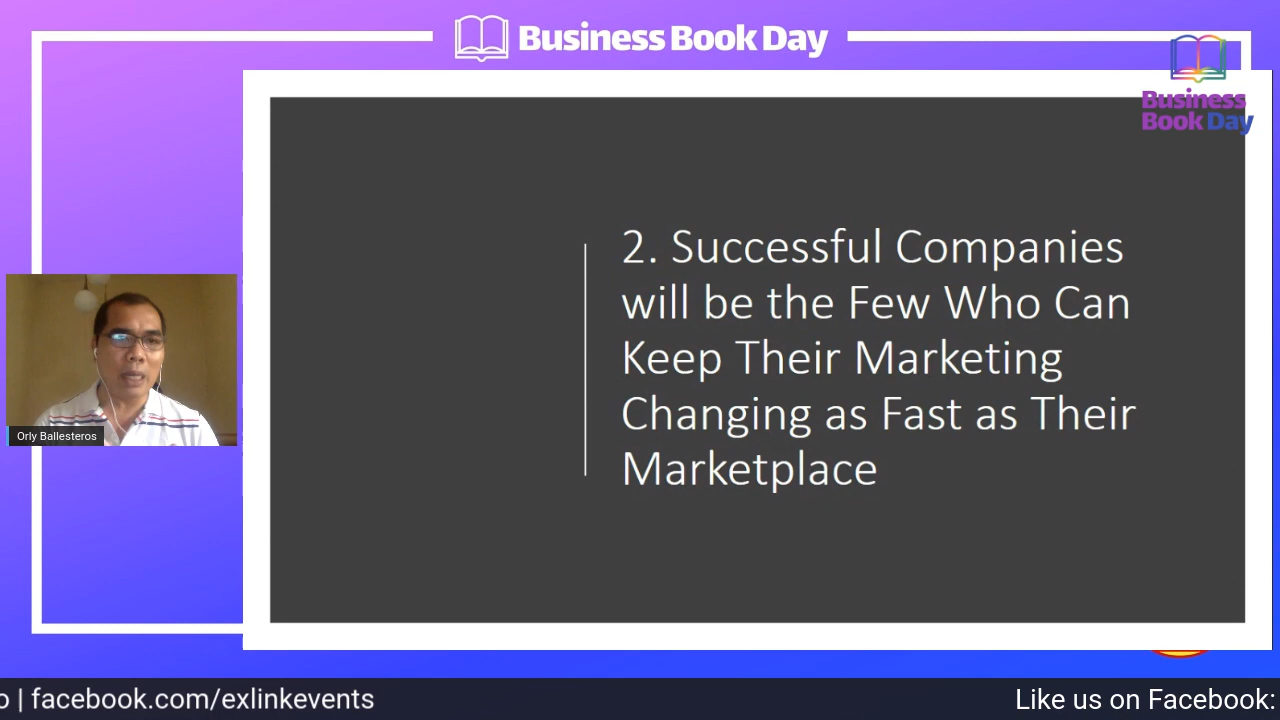 Business Book Day
Business
Book Day
2. Successful Companies
will be the Few Who Can
Keep Their Marketing
Changing as Fast as Their
Marketplace
Orly Ballesteros
o | facebook.com/exlinkevents
Like us on Facebook: